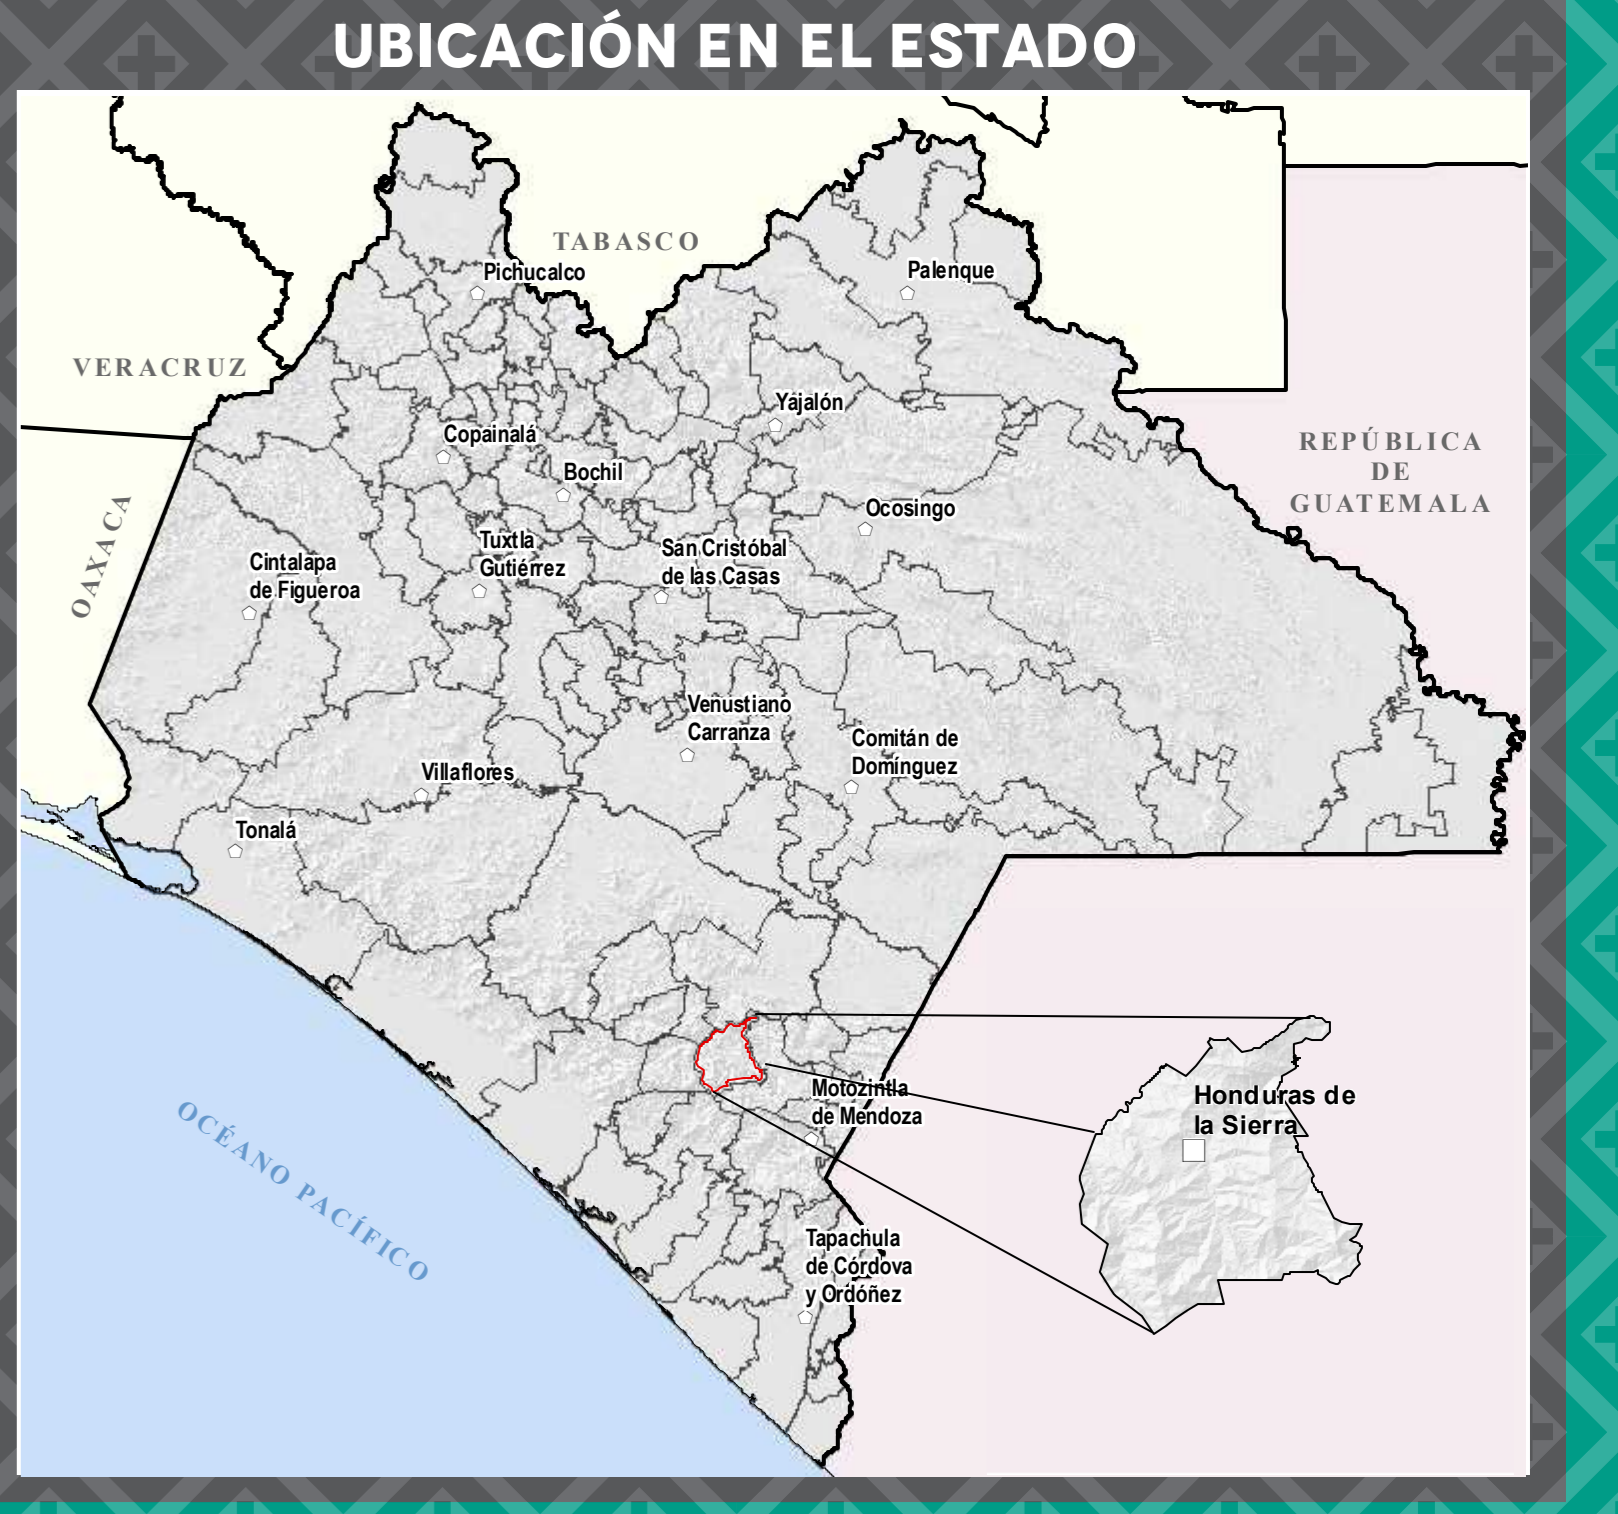 UBICACIÓN EN EL ESTADO
TABASCO
Pichucalco
Palenque
VERACRUZ
Yajalón
Copainalá
REPÚBLICA
DE
GUATEMALA
Bochil
OAXACA
Ocosingo
Tuxtla
Gutiérrez
San Cristóbal
de las Casas
Cintalapa
de Figueroa
Venustiano
Carranza
Comitán de
Domínguez
Villaflores
Tonalá
Motozintla
de Mendoza
Honduras de
la Sierra
OCÉANO PACÍFICO
Tapachula
de Córdova
y Ordóñez